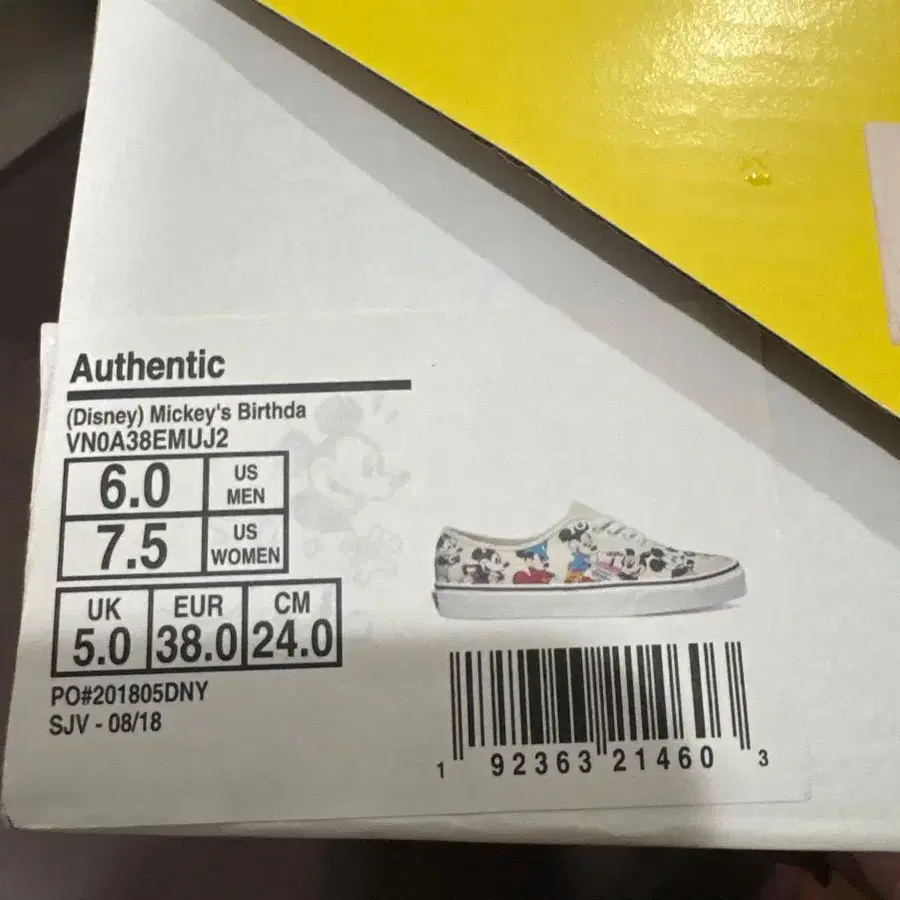 Authentic
(Disney) Mickey's Birthda
VN0A38EMUJ2
6.0 US MEN
7.5 US WOMEN
UK EUR CM
5.0 38.0 24.0
PO#201805DNY
SJV - 08/18
1 92363 21460 3